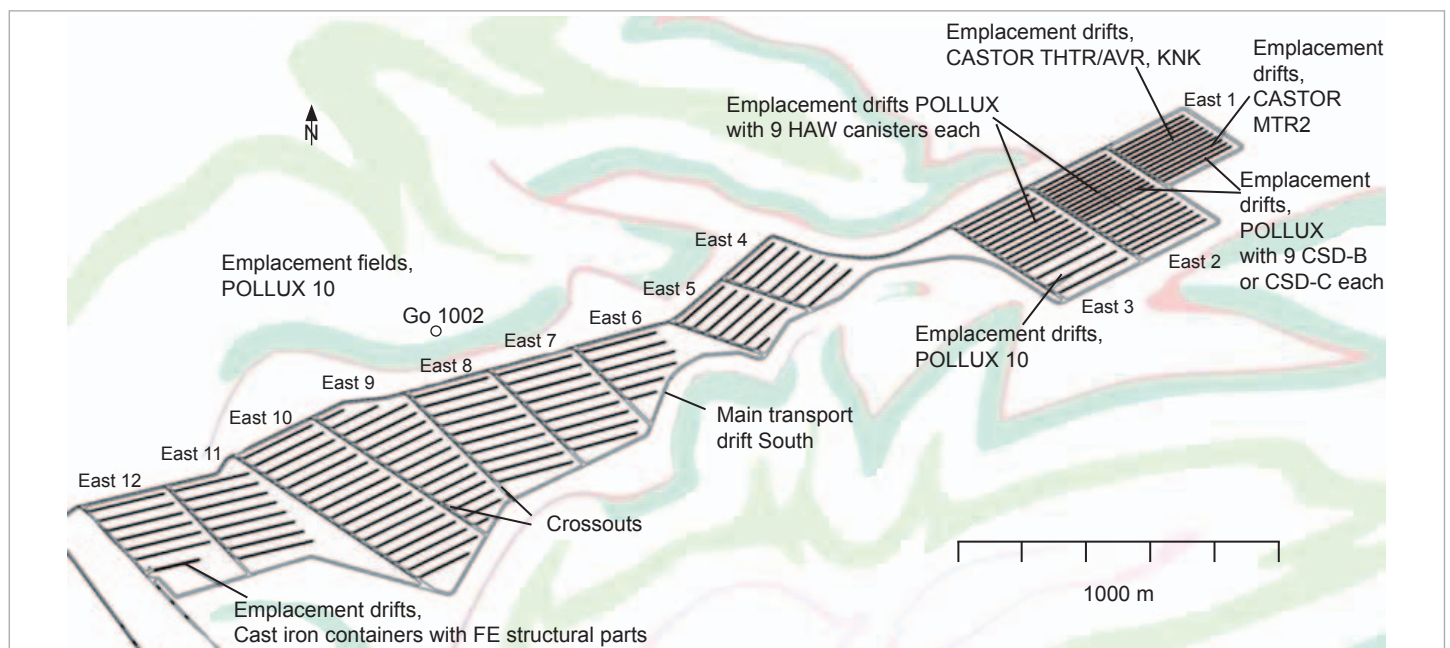 Emplacement drifts,
CASTOR THTR/AVR, KNK
Emplacement
drifts,
CASTOR
MTR2
East 1
Emplacement drifts POLLUX
with 9 HAW canisters each
N
Emplacement
drifts,
POLLUX
with 9 CSD-B
or CSD-C each
East 4
East 2
Emplacement fields,
POLLUX 10
East 5
East 3
Go 1002
East 6
Emplacement drifts,
POLLUX 10
East 7
East 8
East 9
Main transport
drift South
East 10
East 11
East 12
Crossouts
1000 m
Emplacement drifts,
Cast iron containers with FE structural parts